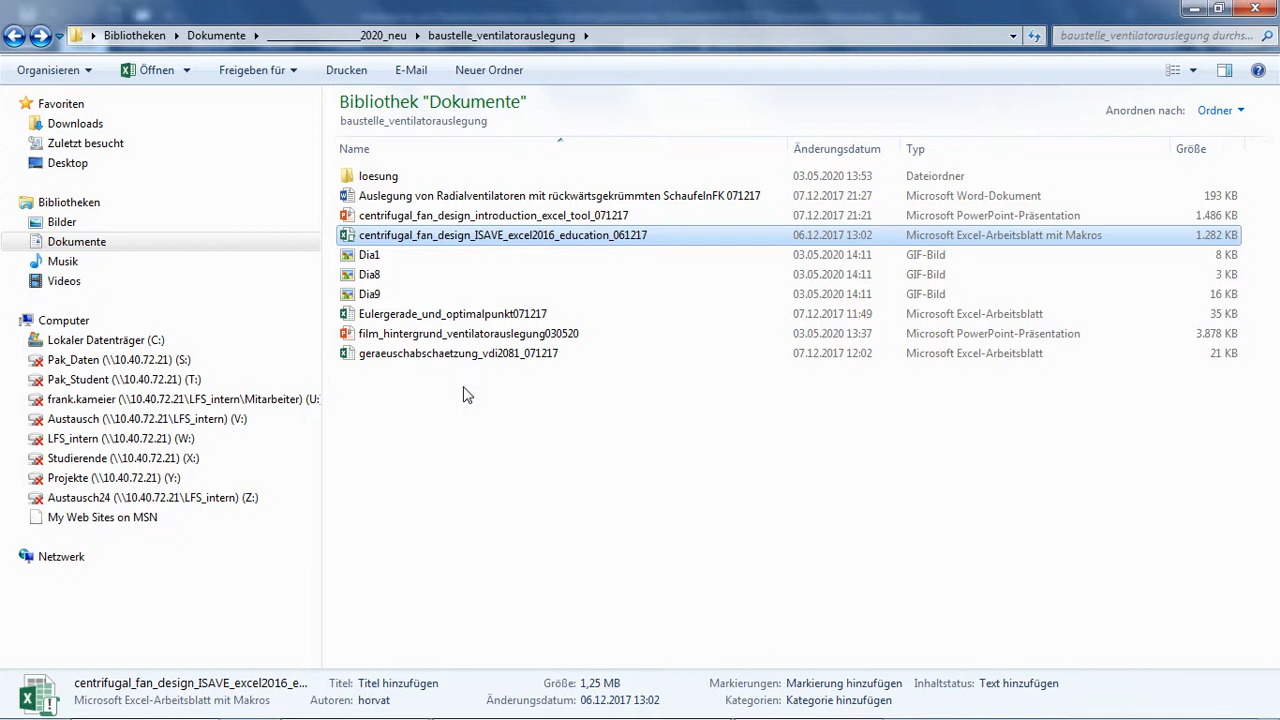 Bibliotheken Dokumente ____________________2020_neu baustelle_ventilatorauslegung baustelle_ventilatorauslegung durchs...
Organisieren Öffnen Freigeben für Drucken E-Mail Neuer Ordner
Favoriten
Downloads
Zuletzt besucht
Desktop
Bibliotheken
Bilder
Dokumente
Musik
Videos
Computer
Lokaler Datenträger (C:)
Pak_Daten (\\10.40.72.21) (S:)
Pak_Student (\\10.40.72.21) (T:)
frank.kameier (\\10.40.72.21\LFS_intern\Mitarbeiter) (U:
Austausch (\\10.40.72.21\LFS_intern) (V:)
LFS_intern (\\10.40.72.21) (W:)
Studierende (\\10.40.72.21) (X:)
Projekte (\\10.40.72.21) (Y:)
Austausch24 (\\10.40.72.21\LFS_intern) (Z:)
My Web Sites on MSN
Netzwerk
Bibliothek "Dokumente"
baustelle_ventilatorauslegung
Anordnen nach: Ordner
Name Änderungsdatum Typ Größe
loesung 03.05.2020 13:53 Dateiordner
Auslegung von Radialventilatoren mit rückwärtsgekrümmten SchaufelnFK 071217 07.12.2017 21:27 Microsoft Word-Dokument 193 KB
centrifugal_fan_design_introduction_excel_tool_071217 07.12.2017 21:21 Microsoft PowerPoint-Präsentation 1.486 KB
centrifugal_fan_design_ISAVE_excel2016_education_061217 06.12.2017 13:02 Microsoft Excel-Arbeitsblatt mit Makros 1.282 KB
Dia1 03.05.2020 14:11 GIF-Bild 8 KB
Dia8 03.05.2020 14:11 GIF-Bild 3 KB
Dia9 03.05.2020 14:11 GIF-Bild 16 KB
Eulergerade_und_optimalpunkt071217 07.12.2017 11:49 Microsoft Excel-Arbeitsblatt 35 KB
film_hintergrund_ventilatorauslegung030520 03.05.2020 13:37 Microsoft PowerPoint-Präsentation 3.878 KB
geraeuschabschaetzung_vdi2081_071217 07.12.2017 12:02 Microsoft Excel-Arbeitsblatt 21 KB
centrifugal_fan_design_ISAVE_excel2016_e... Titel: Titel hinzufügen Größe: 1,25 MB Markierungen: Markierung hinzufügen Inhaltstatus: Text hinzufügen
Microsoft Excel-Arbeitsblatt mit Makros Autoren: horvat Änderungsdatum: 06.12.2017 13:02 Kategorien: Kategorie hinzufügen